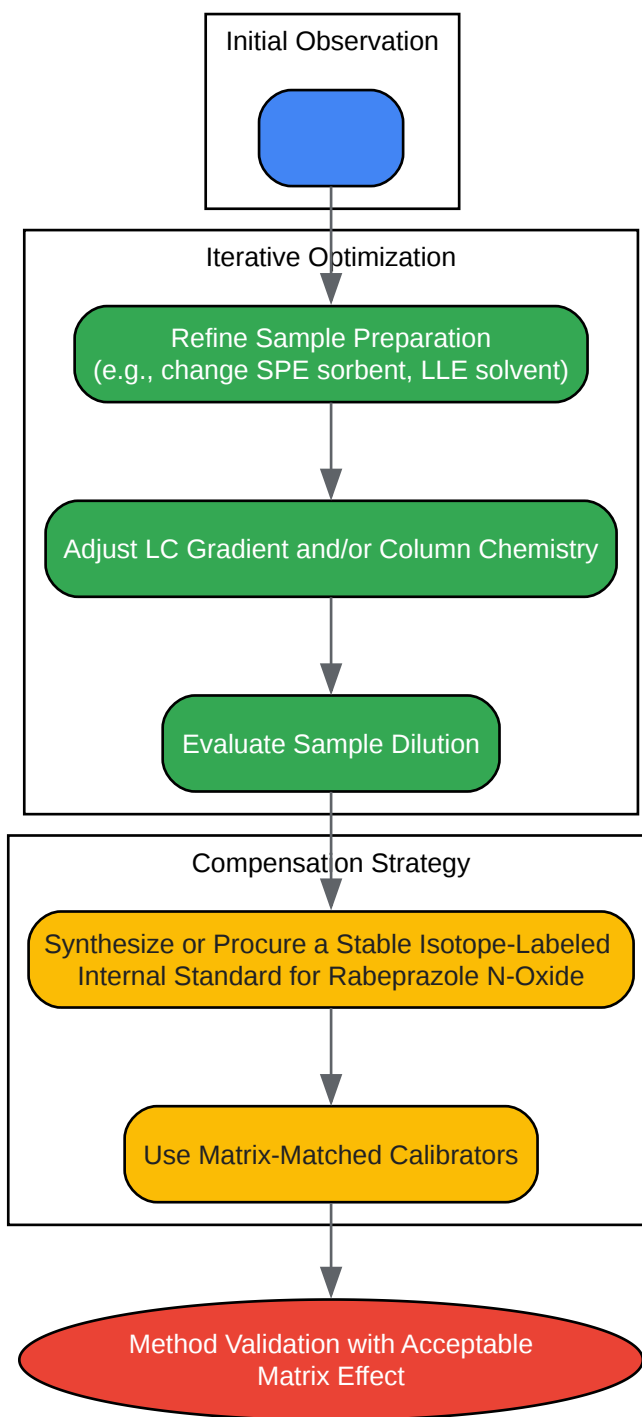 Initial Observation
Iterative Optimization
Refine Sample Preparation
(e.g., change SPE sorbent, LLE solvent)
Adjust LC Gradient and/or Column Chemistry
Evaluate Sample Dilution
Compensation Strategy
Synthesize or Procure a Stable Isotope-Labeled
Internal Standard for Rabeprazole N-Oxide
Use Matrix-Matched Calibrators
Method Validation with Acceptable
Matrix Effect